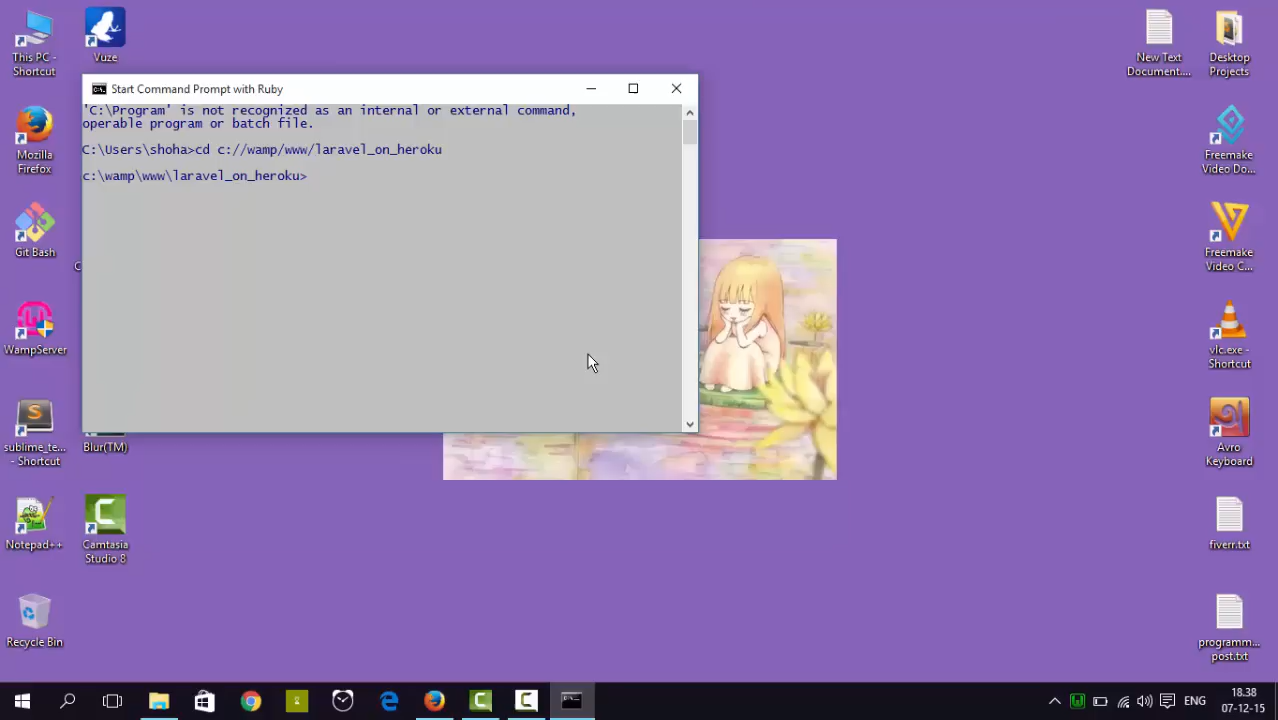 This PC -
Shortcut
Vuze
New Text
Document....
Desktop
Projects
Start Command Prompt with Ruby
'C:\Program' is not recognized as an internal or external command,
operable program or batch file.
C:\Users\shoha>cd c://wamp/www/laravel_on_heroku
c:\wamp\www\laravel_on_heroku>
Mozilla
Firefox
Freemake
Video Do...
Git Bash
C
Freemake
Video C...
WampServer
vlc.exe -
Shortcut
sublime_te...
- Shortcut
Blur(TM)
Avro
Keyboard
Notepad++
Camtasia
Studio 8
fiverr.txt
Recycle Bin
programm...
post.txt
ENG
18.38
07-12-15